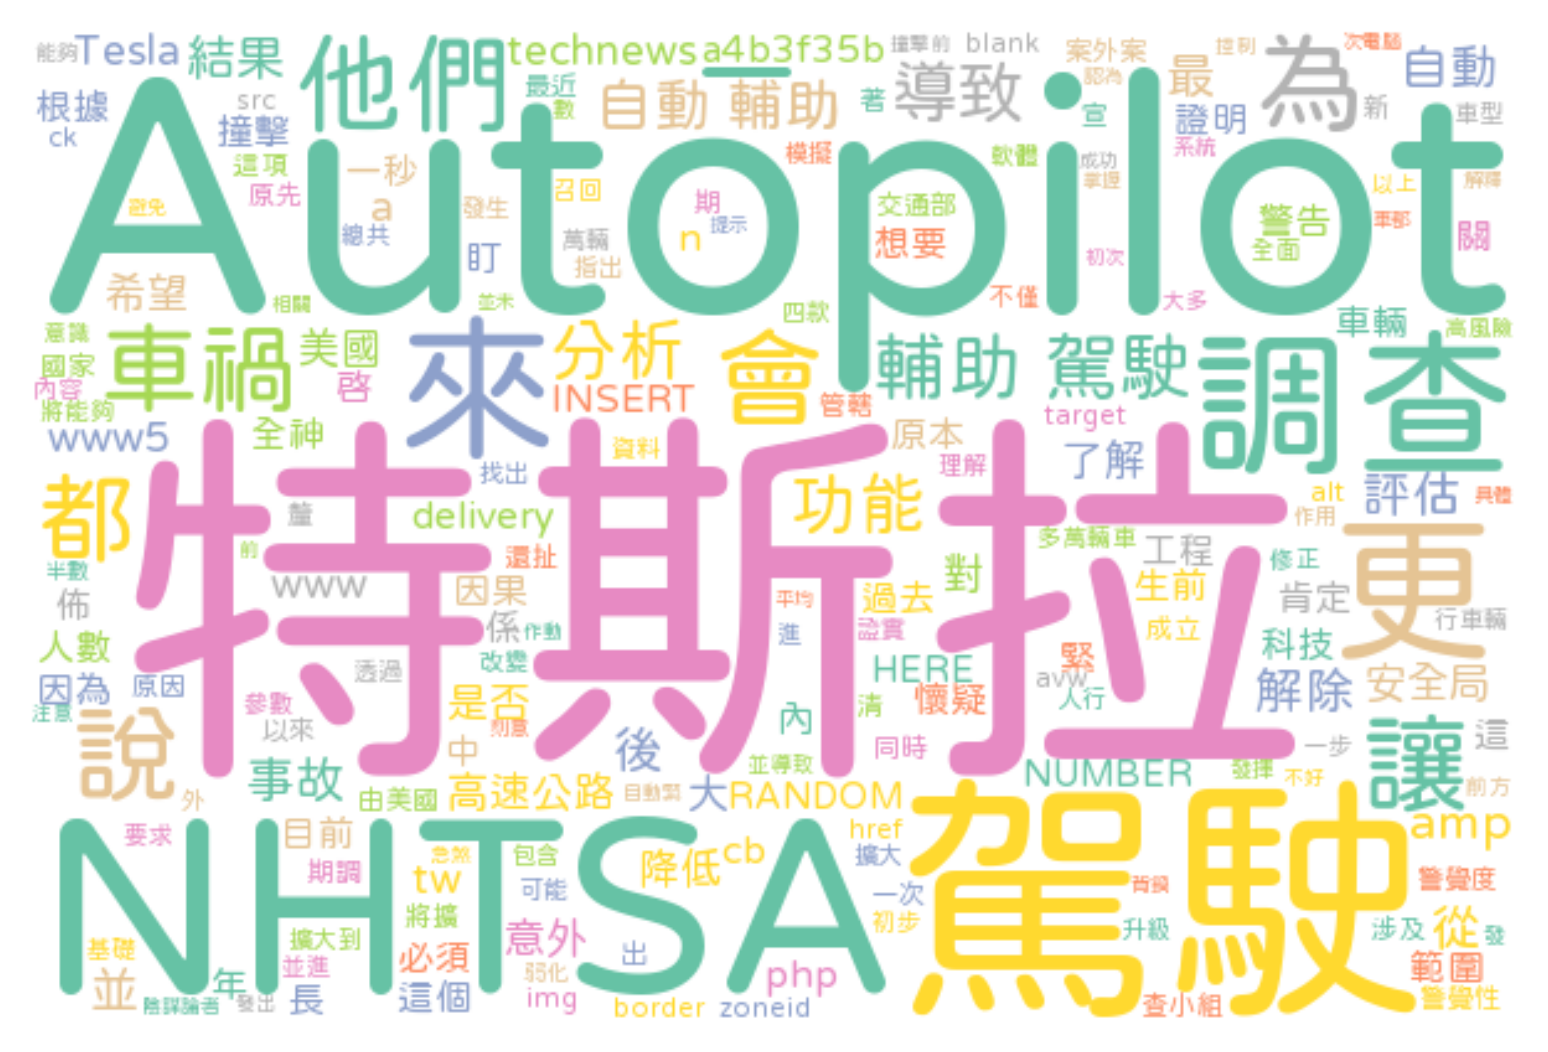 能夠 Tesla 結果 他們 technews a4b3f35b 撞擊前 blank 案外案 控制 次電腦
根據 src 撞擊 最近 自動 輔助 著 導致 認為 最 為 自動
ck 數 宣 證明 新 車型
Autopilot
這項 一秒 模擬 軟體 成功 系統
原先 a 發生 召回 期 交通部 掌握 以上 解釋
避免 總共 提示 警告 車部
盯 萬輛 n 想要 初次 全面 關
希望 指出
相關 並未 四款 不僅 大多 車輛 高風險
意識 車禍 美國 來 分析 會 輔助 駕駛 調查
國家
內容 啓 INSERT 管轄 target
將能夠 全神 原本
www5 資料 理解 了解
找出 評估 alt 具體
都 特斯拉 功能 作用
釐 delivery 多萬輛車 更
前 還扯 對 工程 修正
半數 www 因果 平均 過去 生前 肯定
佈 係 作動 進 證實 成立 行車輛
人數 透過 改變 HERE 緊 科技
因為 原因 是否 懷疑 avw 解除 安全局
注意 參數 刻意 清 人行
說 以來 中 後 內 同時 一步 讓 這
事故 並導致 NUMBER 發揮 不好 前方
外 由美國 高速公路 自動緊 大 RANDOM
NHTSA 駕駛
要求 目前 急煞 包含 降低 cb href amp
期調 tw 可能 擴大 一次 背鍋 警覺度
將擴 初步 升級 涉及 從 發
基礎 擴大到 必須 意外 出 範圍
並 年 並進 弱化 php
陰謀論者 發出 長 這個 img border zoneid 查小組 警覺性